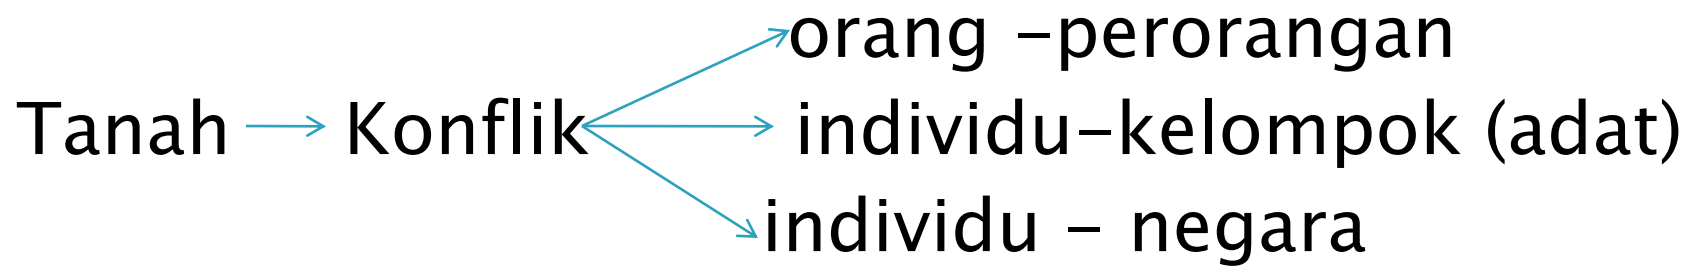 orang -perorangan
Tanah Konflik individu-kelompok (adat)
individu - negara